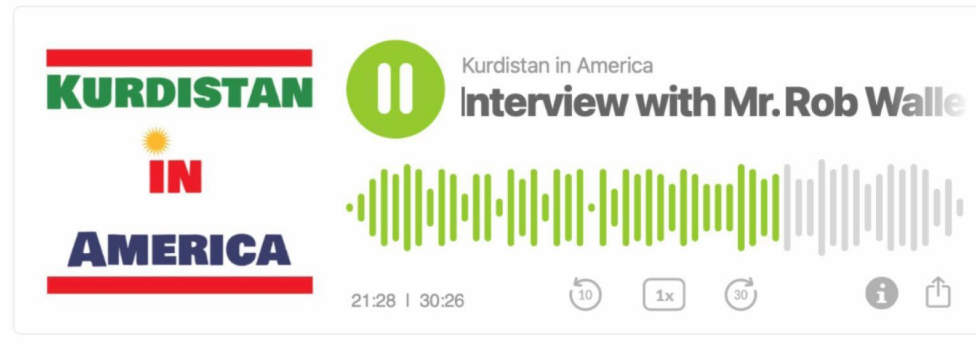 KURDISTAN
IN
AMERICA
Kurdistan in America
Interview with Mr. Rob Walle
21:28 | 30:26
10
1x
30
i